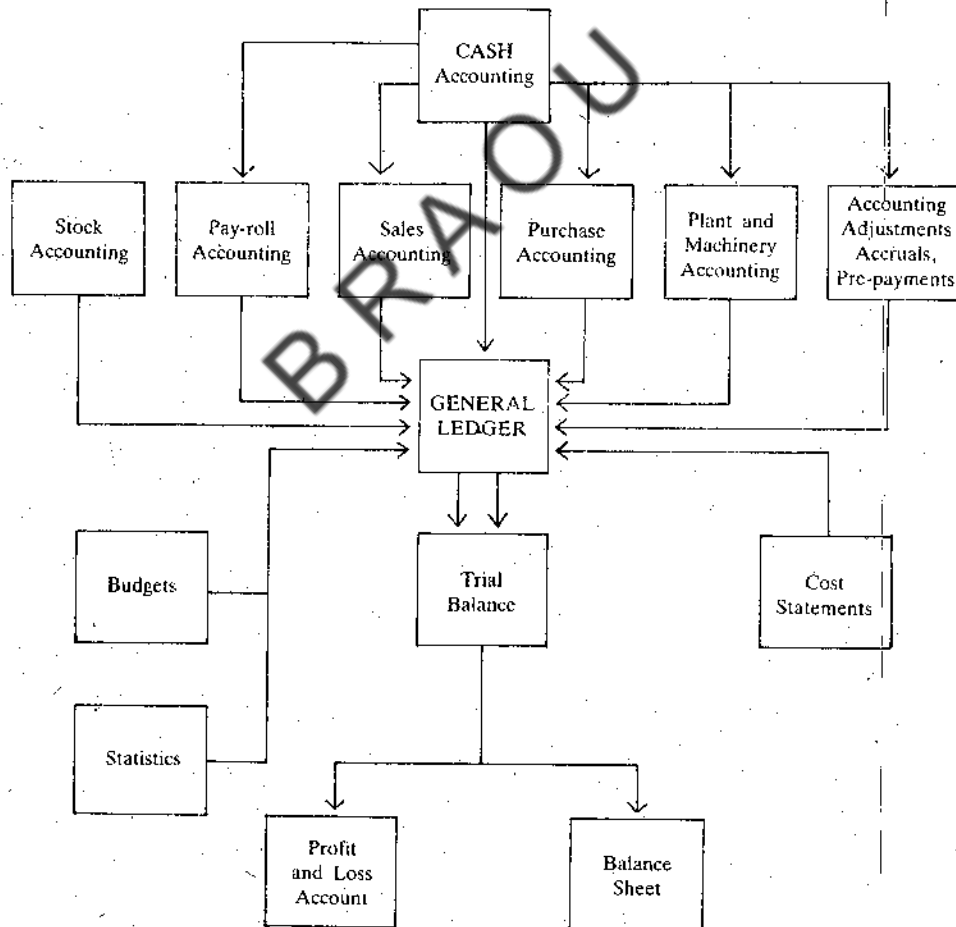 CASH
Accounting
Stock
Accounting
Pay-roll
Accounting
Sales
Accounting
Purchase
Accounting
Plant and
Machinery
Accounting
Accounting
Adjustments
Accruals,
Pre-payments
GENERAL
LEDGER
Budgets
Trial
Balance
Cost
Statements
Statistics
Profit
and Loss
Account
Balance
Sheet
BRAOU